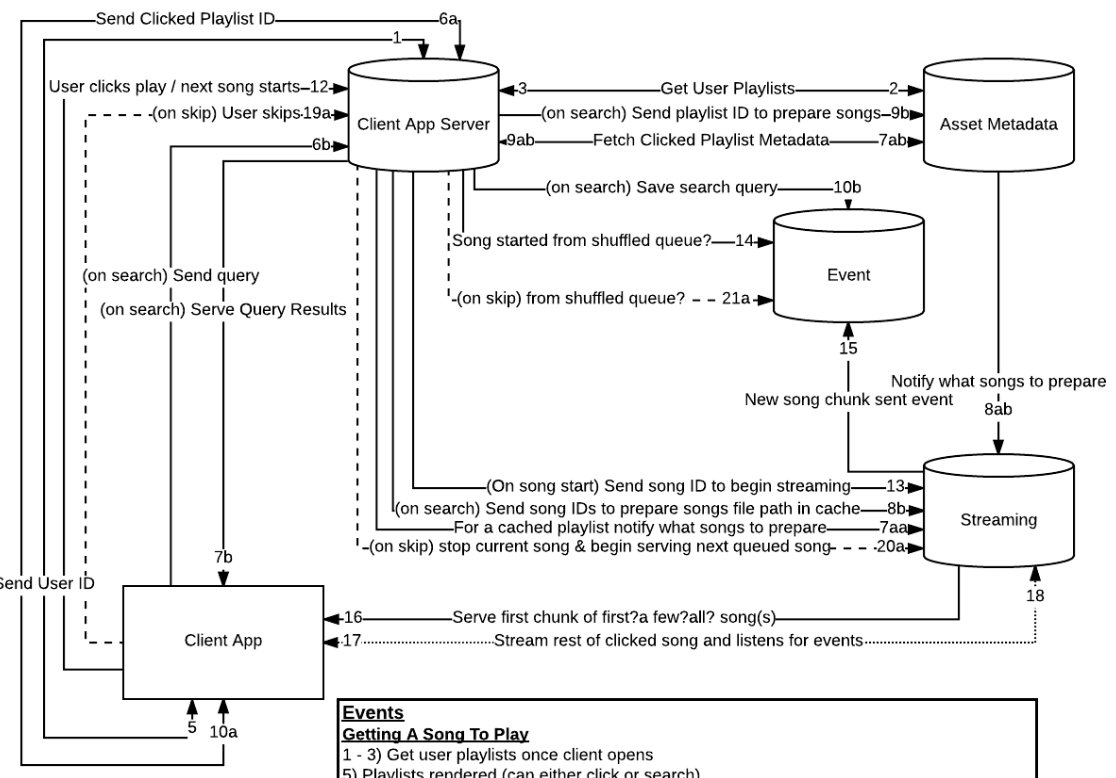 Send Clicked Playlist ID
6a
1
User clicks play / next song starts
12
3
Get User Playlists
2
(on skip) User skips
19a
(on search) Send playlist ID to prepare songs
9b
Client App Server
Asset Metadata
6b
9ab
Fetch Clicked Playlist Metadata
7ab
(on search) Save search query
10b
Song started from shuffled queue?
14
(on search) Send query
Event
(on skip) from shuffled queue?
21a
(on search) Serve Query Results
15
Notify what songs to prepare
New song chunk sent event
8ab
(On song start) Send song ID to begin streaming
13
(on search) Send song IDs to prepare songs file path in cache
8b
For a cached playlist notify what songs to prepare
7aa
Streaming
(on skip) stop current song & begin serving next queued song
20a
7b
Send User ID
18
16
Serve first chunk of first?a few?all? song(s)
Client App
17
Stream rest of clicked song and listens for events
5
10a
Events
Getting A Song To Play
1 - 3) Get user playlists once client opens
5) Playlists rendered (can either click or search)